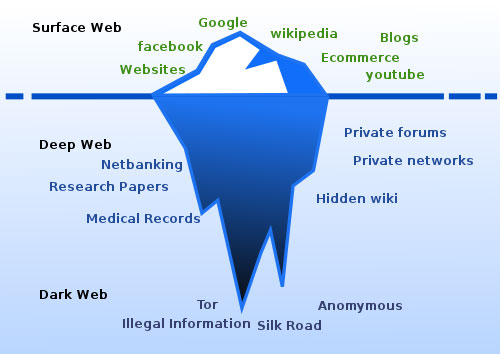 Surface Web
Google
wikipedia
Blogs
facebook
Ecommerce
Websites
youtube
Deep Web
Private forums
Netbanking
Private networks
Research Papers
Hidden wiki
Medical Records
Dark Web
Tor
Anomymous
Illegal Information
Silk Road